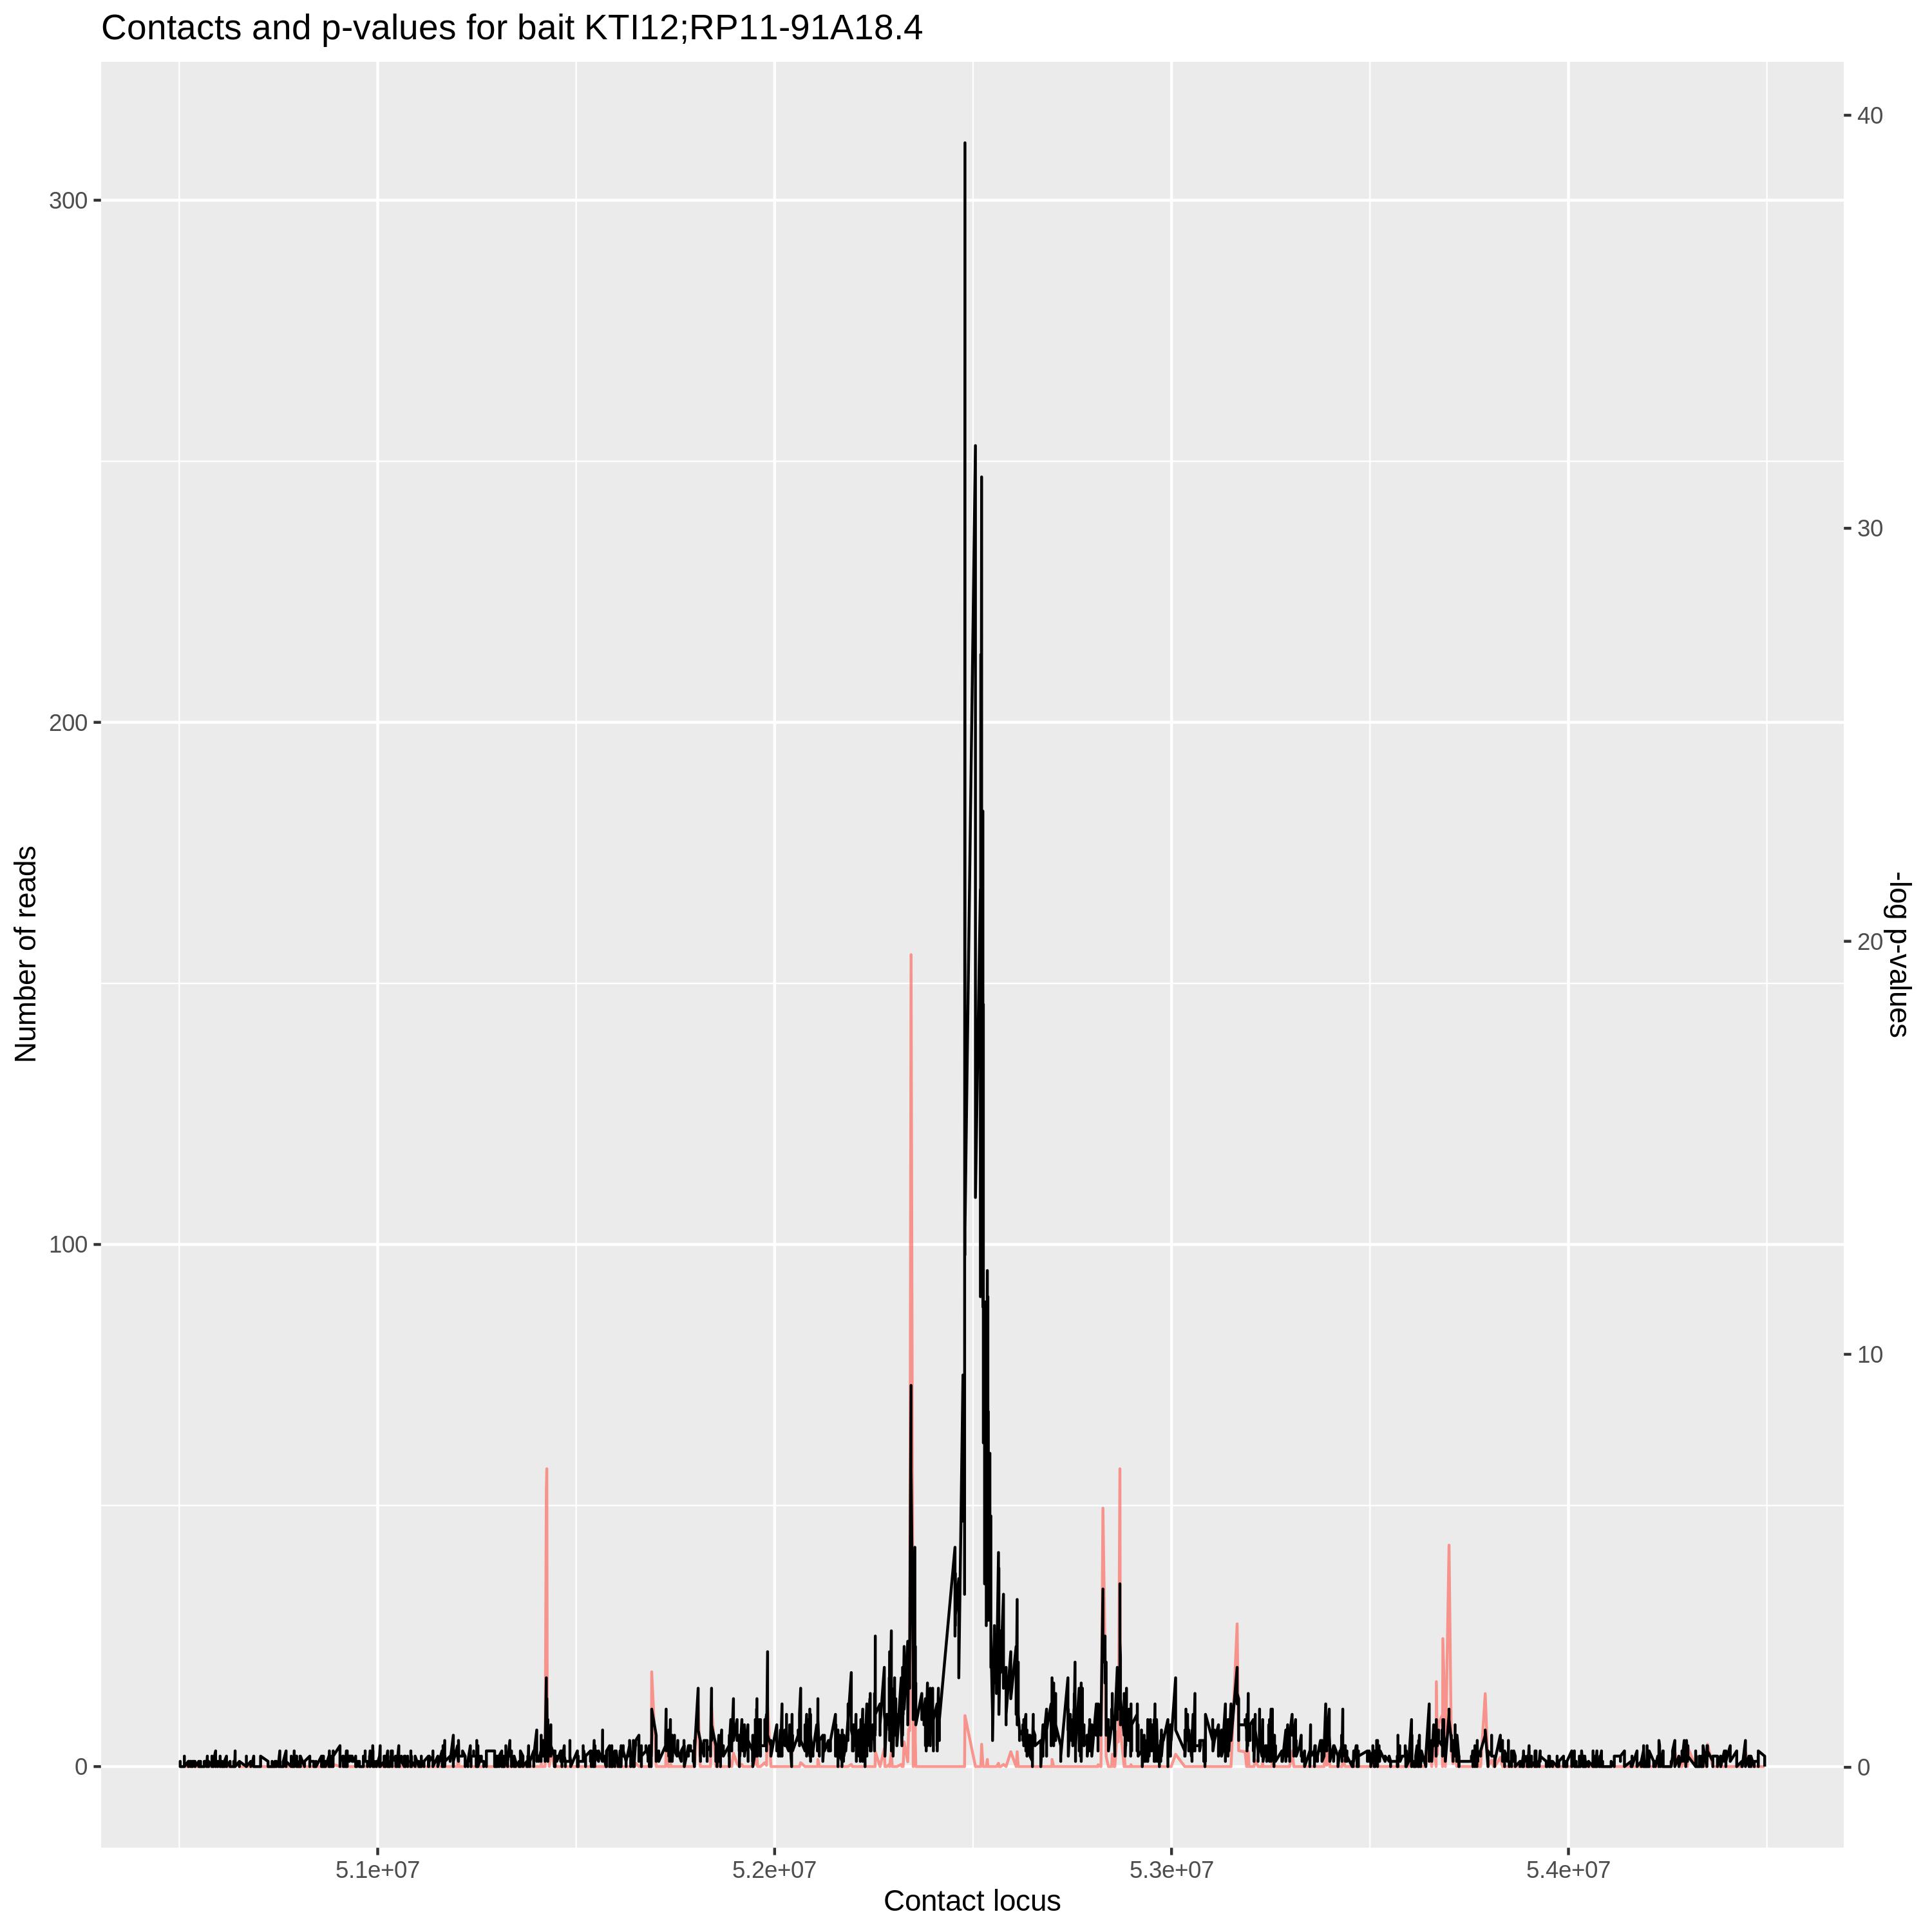 Contacts and p-values for bait KTI12;RP11-91A18.4
Number of reads
300
200
100
0
40
30
20
10
0
-log p-values
5.1e+07
5.2e+07
5.3e+07
5.4e+07
Contact locus